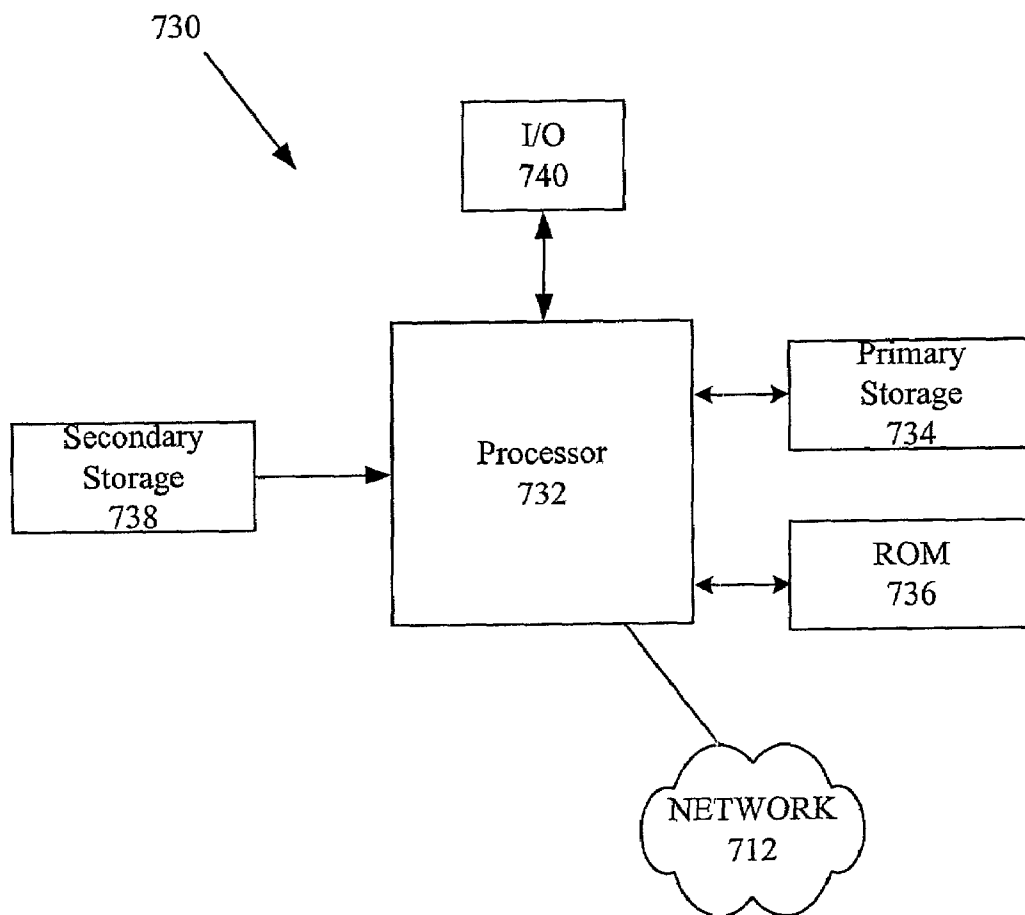 730
I/O
740
Primary
Storage
734
Secondary
Storage
738
Processor
732
ROM
736
NETWORK
712